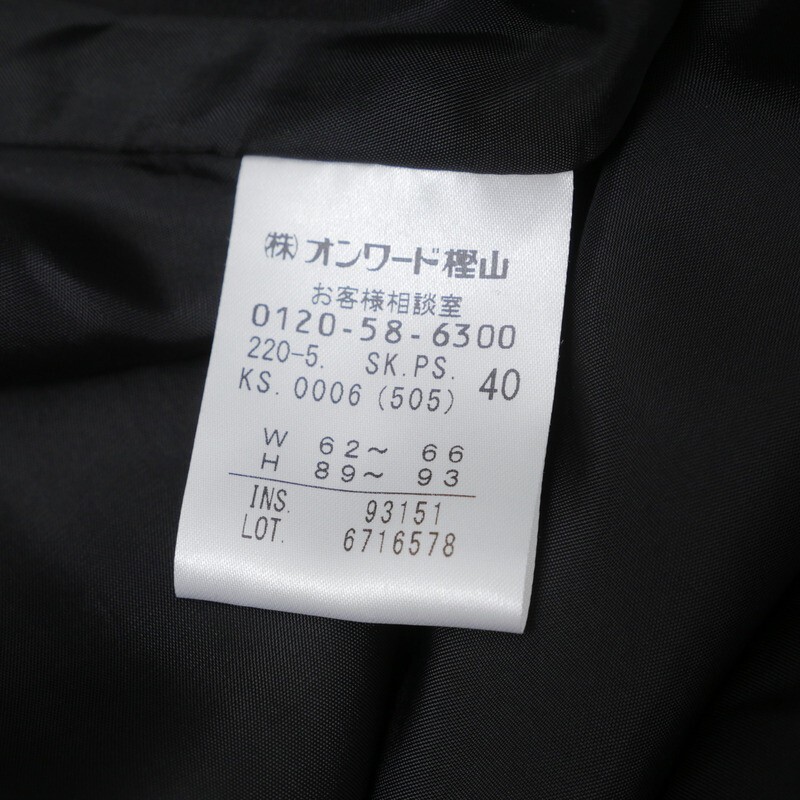 (株)オンワード樫山
お客様相談室
0120-58-6300
220-5. SK.PS. 40
KS.0006(505)
W 62～ 66
H 89～ 93
INS. 93151
LOT. 6716578